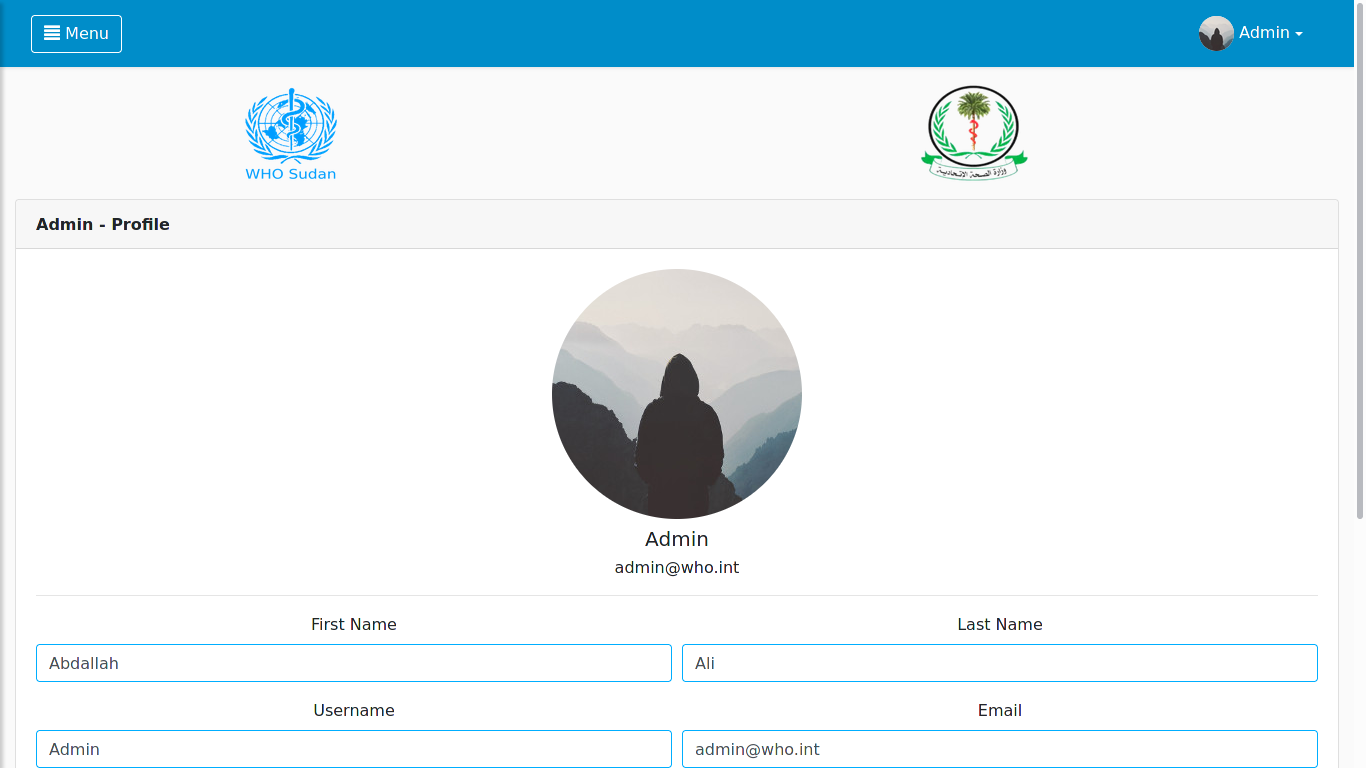 Menu
Admin
WHO Sudan
وزارة الصحة الاتحادية
Admin - Profile
Admin
admin@who.int
First Name
Last Name
Abdallah
Ali
Username
Email
Admin
admin@who.int